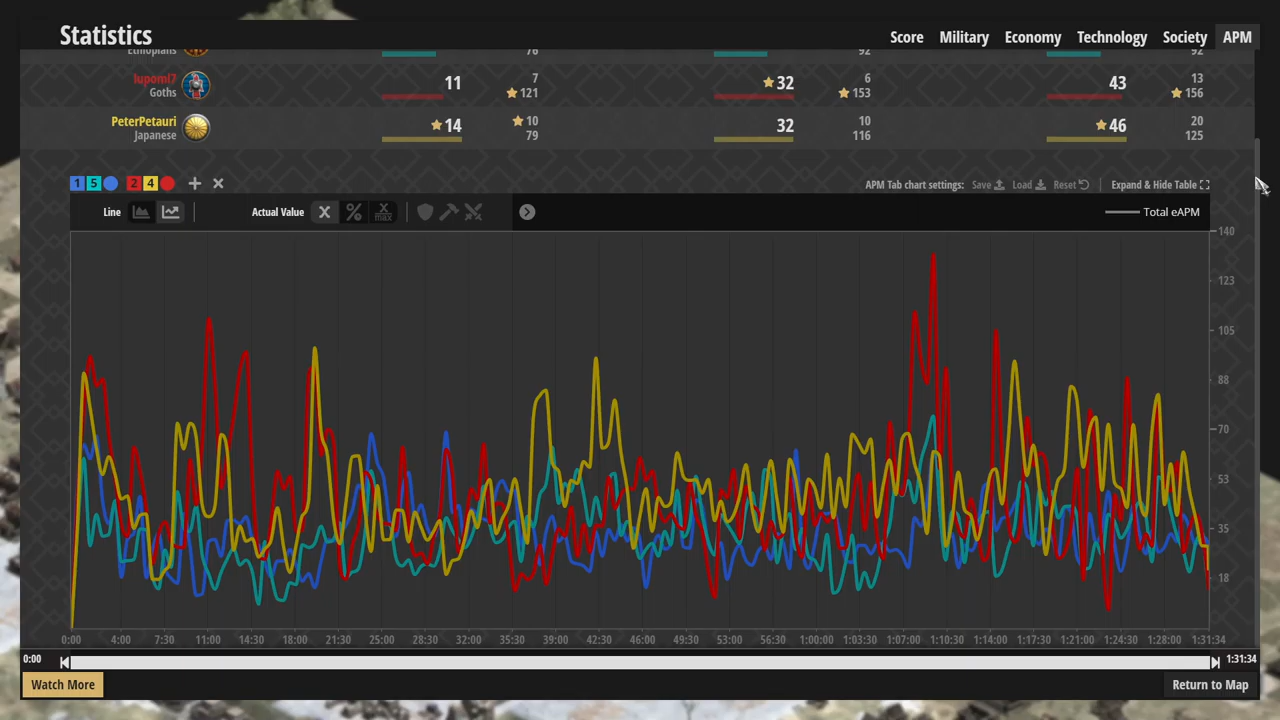 Statistics
Score Military Economy Technology Society APM
Ethiopians 76 92 92
lupoml7 11 7 32 6 43 13
Goths 121 153 156
PeterPetauri 14 10 32 10 46 20
Japanese 79 116 125
1 5 2 4 APM Tab chart settings: Save Load Reset Expand & Hide Table
Line Actual Value X % X max Total eAPM
140
123
105
88
70
53
35
18
0:00 4:00 7:30 11:00 14:30 18:00 21:30 25:00 28:30 32:00 35:30 39:00 42:30 46:00 49:30 53:00 56:30 1:00:00 1:03:30 1:07:00 1:10:30 1:14:00 1:17:30 1:21:00 1:24:30 1:28:00 1:31:34
0:00 1:31:34
Watch More Return to Map